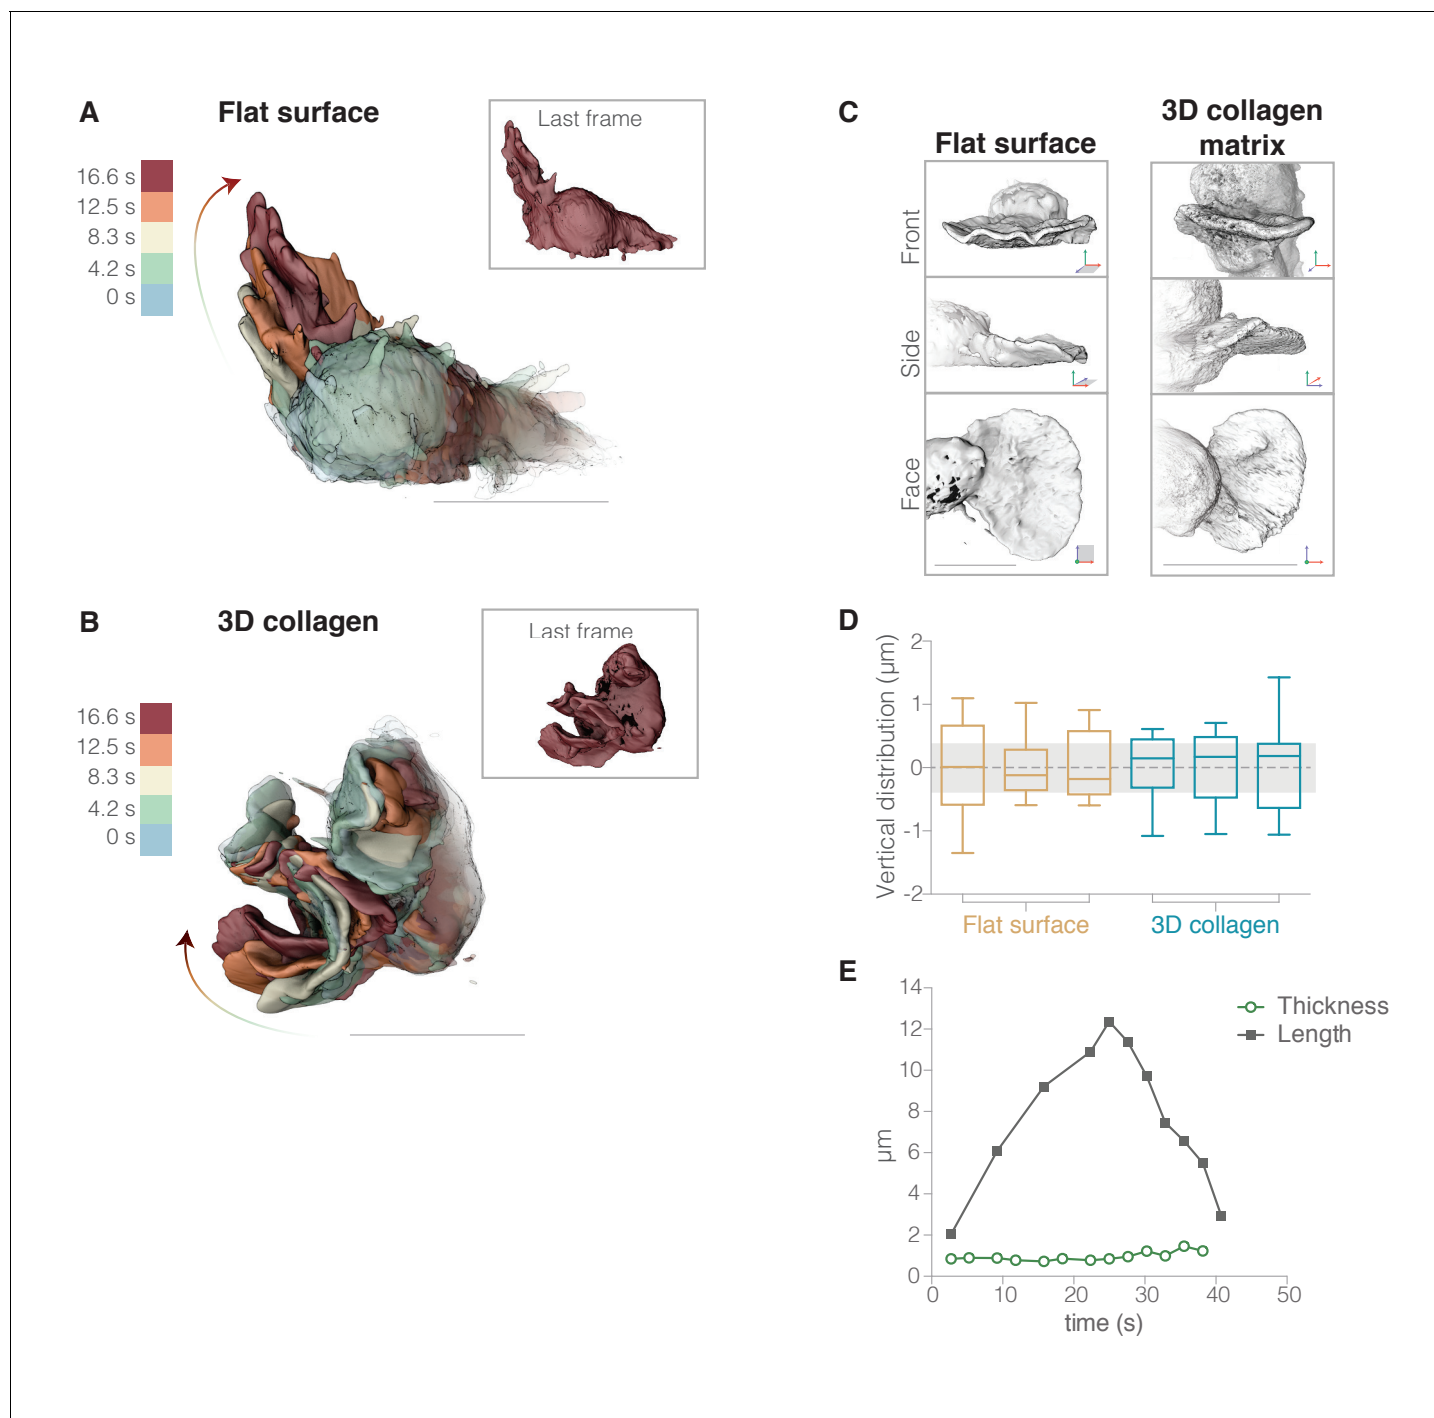 A
Flat surface
Last frame
16.6 s
12.5 s
8.3 s
4.2 s
0 s
B
3D collagen
Last frame
16.6 s
12.5 s
8.3 s
4.2 s
0 s
C
Flat surface
3D collagen
matrix
Front
Side
Face
D
Vertical distribution (µm)
2
1
0
-1
-2
Flat surface
3D collagen
E
µm
14
12
10
8
6
4
2
0
0
10
20
30
40
50
time (s)
Thickness
Length